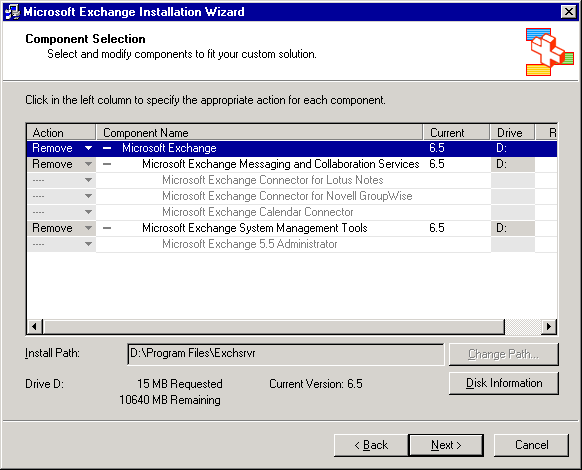 Microsoft Exchange Installation Wizard
Component Selection
Select and modify components to fit your custom solution.
Click in the left column to specify the appropriate action for each component.
Action Component Name Current Drive R
Remove Microsoft Exchange 6.5 D:
Remove Microsoft Exchange Messaging and Collaboration Services 6.5 D:
---- Microsoft Exchange Connector for Lotus Notes
---- Microsoft Exchange Connector for Novell GroupWise
---- Microsoft Exchange Calendar Connector
Remove Microsoft Exchange System Management Tools 6.5 D:
---- Microsoft Exchange 5.5 Administrator
Install Path: D:\Program Files\Exchsrvr Change Path...
Drive D: 15 MB Requested Current Version: 6.5 Disk Information
10640 MB Remaining
< Back Next > Cancel